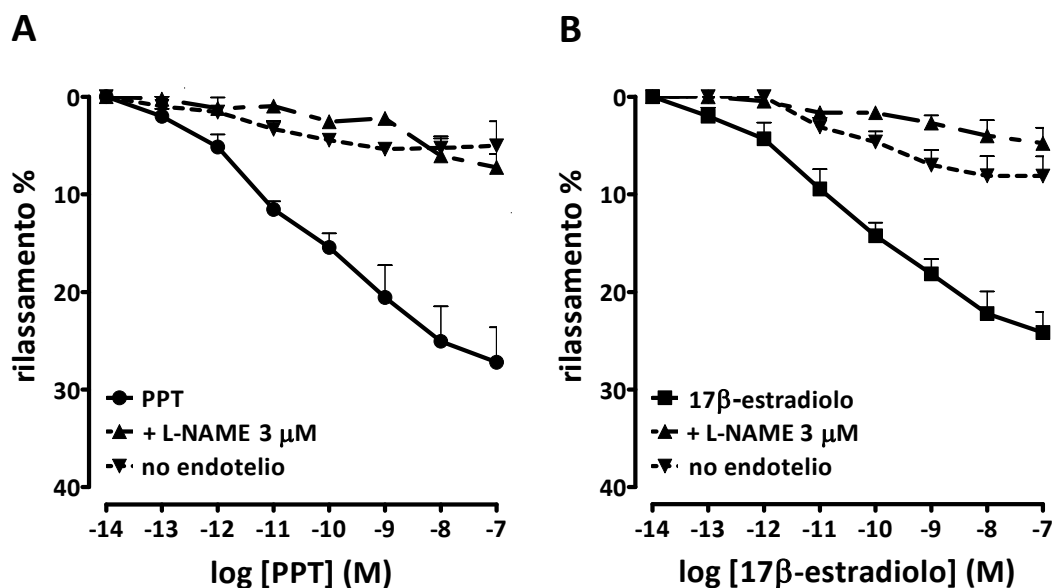 A
rilassamento %
0
10
20
30
40
PPT
+ L-NAME 3 μM
no endotelio
-14 -13 -12 -11 -10 -9 -8 -7
log [PPT] (M)
B
rilassamento %
0
10
20
30
40
17β-estradiolo
+ L-NAME 3 μM
no endotelio
-14 -13 -12 -11 -10 -9 -8 -7
log [17β-estradiolo] (M)